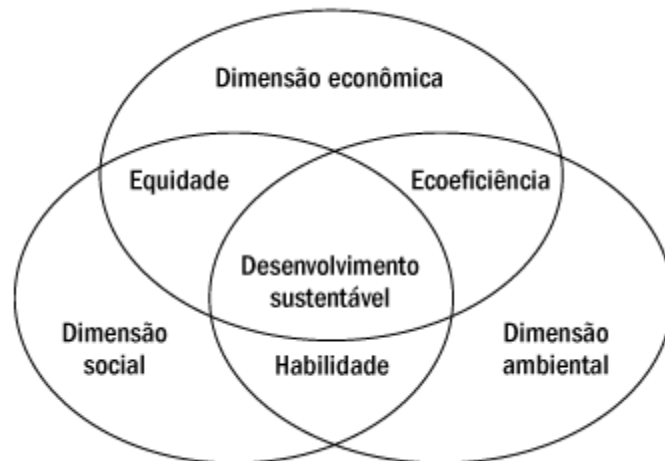 Dimensão econômica
Equidade
Ecoeficiência
Desenvolvimento
sustentável
Dimensão
social
Habilidade
Dimensão
ambiental